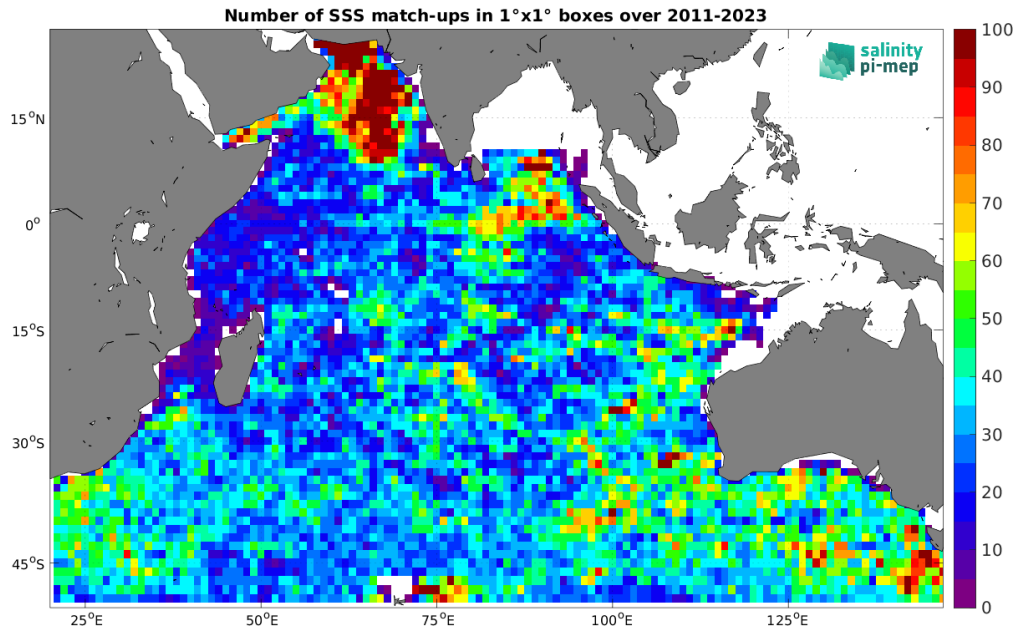 Number of SSS match-ups in 1°x1° boxes over 2011-2023
salinity
pi-mep
15°N
0°
15°S
30°S
45°S
25°E
50°E
75°E
100°E
125°E
100
90
80
70
60
50
40
30
20
10
0